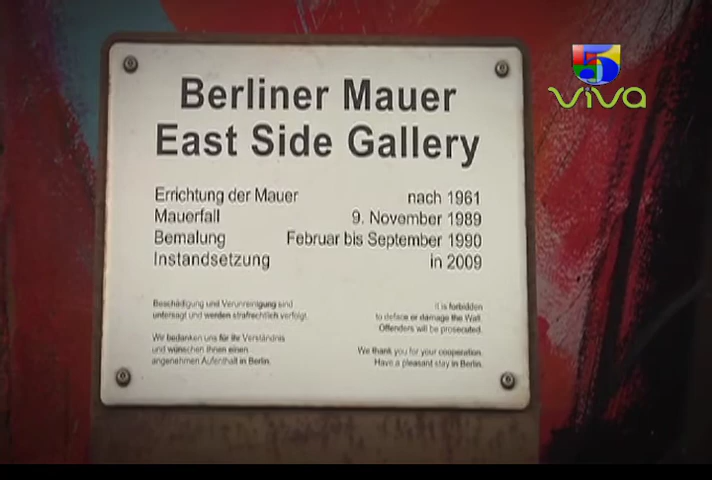 5
viva
Berliner Mauer
East Side Gallery
Errichtung der Mauer nach 1961
Mauerfall 9. November 1989
Bemalung Februar bis September 1990
Instandsetzung in 2009
Beschädigung und Verunreinigung sind
untersagt und werden strafrechtlich verfolgt.
Wir bedanken uns für Ihr Verständnis
und wünschen Ihnen einen
angenehmen Aufenthalt in Berlin.
It is forbidden
to deface or damage the Wall.
Offenders will be prosecuted.
We thank you for your cooperation.
Have a pleasant stay in Berlin.